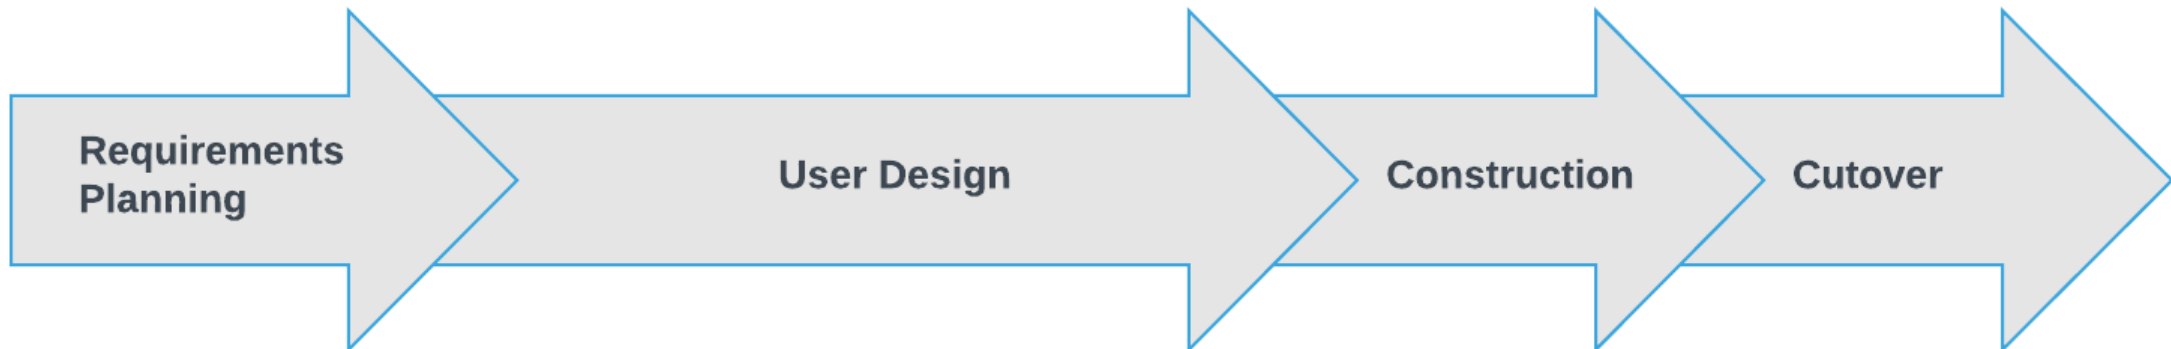 Requirements
Planning
User Design
Construction
Cutover